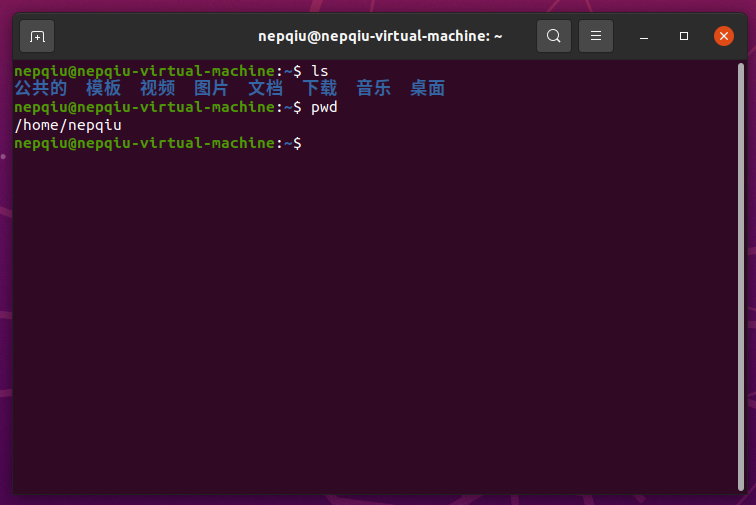 nepqiu@nepqiu-virtual-machine: ~
nepqiu@nepqiu-virtual-machine:~$ ls
公共的 模板 视频 图片 文档 下载 音乐 桌面
nepqiu@nepqiu-virtual-machine:~$ pwd
/home/nepqiu
nepqiu@nepqiu-virtual-machine:~$